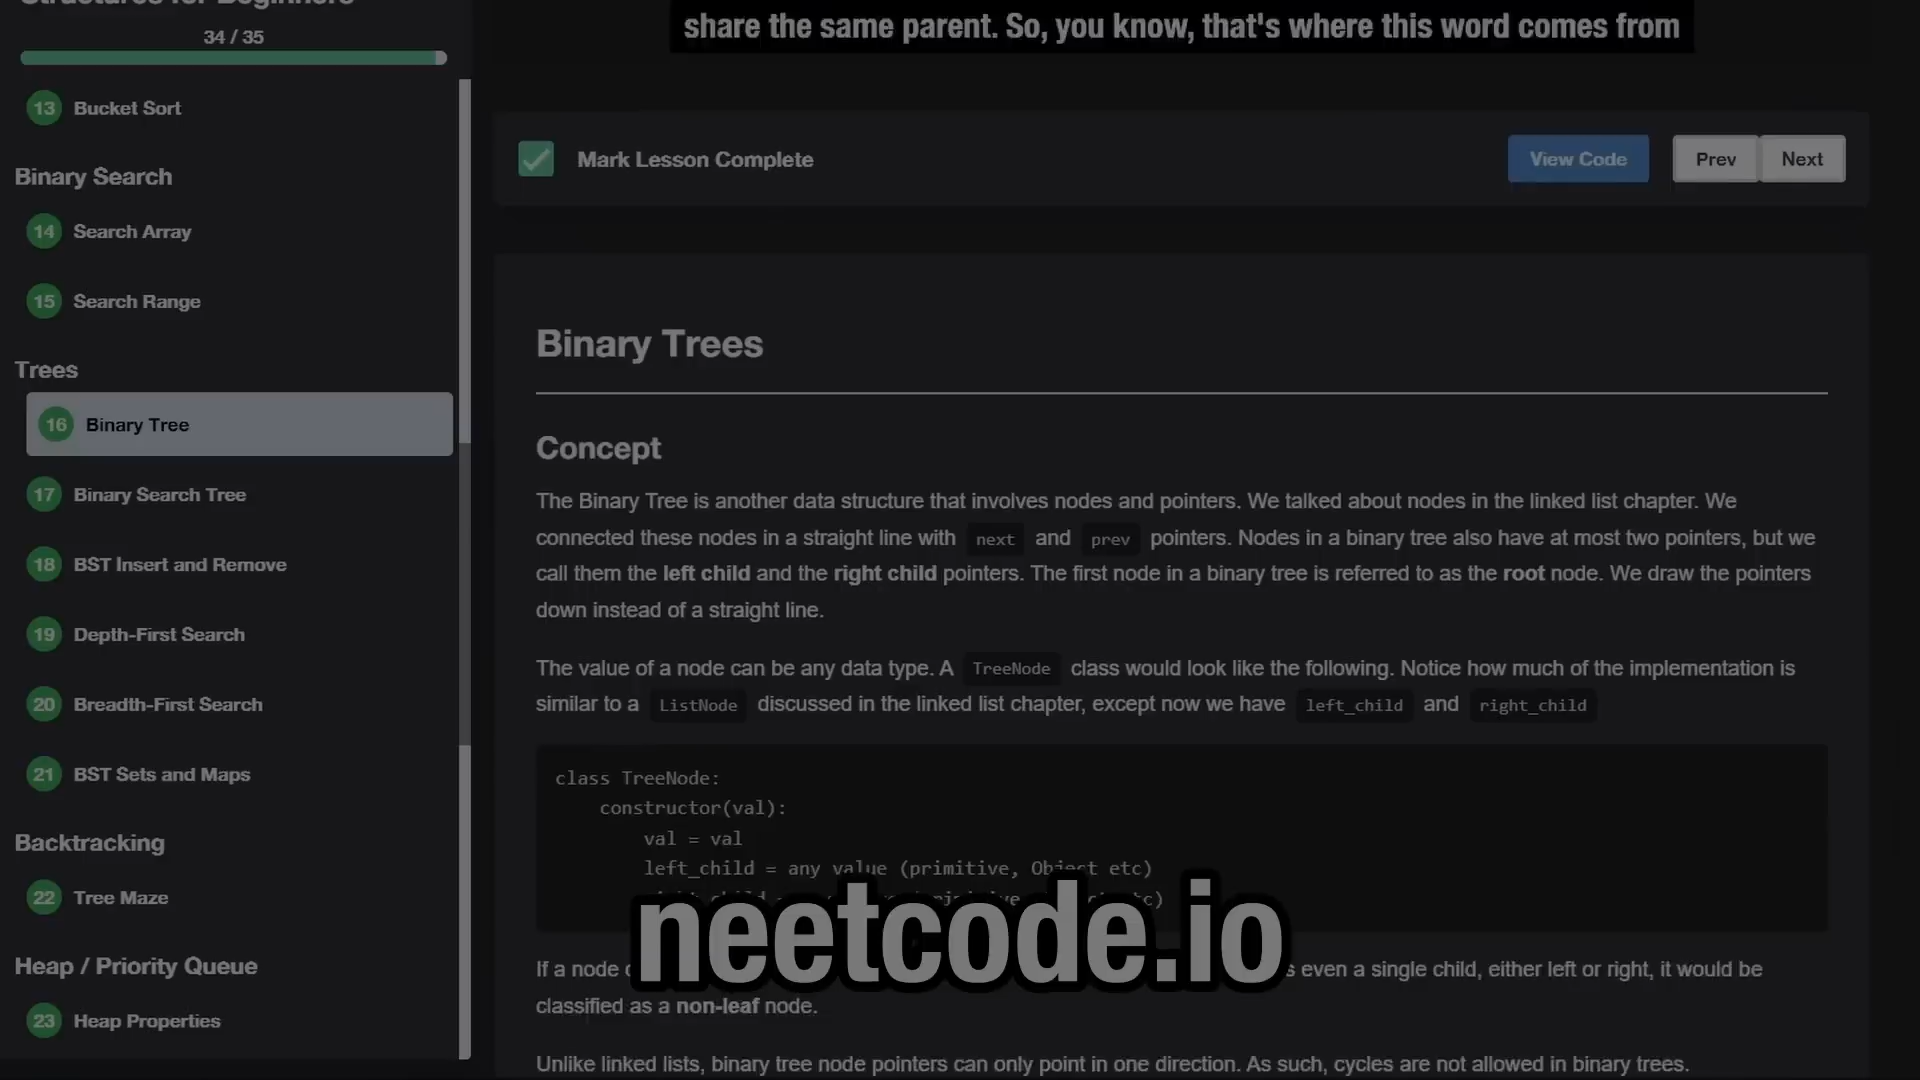 Structures for Beginners
34 / 35
13 Bucket Sort
Binary Search
14 Search Array
15 Search Range
Trees
16 Binary Tree
17 Binary Search Tree
18 BST Insert and Remove
19 Depth-First Search
20 Breadth-First Search
21 BST Sets and Maps
Backtracking
22 Tree Maze
Heap / Priority Queue
23 Heap Properties
share the same parent. So, you know, that's where this word comes from
Mark Lesson Complete
View Code
Prev
Next
Binary Trees
Concept
The Binary Tree is another data structure that involves nodes and pointers. We talked about nodes in the linked list chapter. We
connected these nodes in a straight line with next and prev pointers. Nodes in a binary tree also have at most two pointers, but we
call them the left child and the right child pointers. The first node in a binary tree is referred to as the root node. We draw the pointers
down instead of a straight line.
The value of a node can be any data type. A TreeNode class would look like the following. Notice how much of the implementation is
similar to a ListNode discussed in the linked list chapter, except now we have left_child and right_child
class TreeNode:
constructor(val):
val = val
left_child = any value (primitive, Object etc)
neetcode.io
If a node
even a single child, either left or right, it would be
classified as a non-leaf node.
Unlike linked lists, binary tree node pointers can only point in one direction. As such, cycles are not allowed in binary trees.